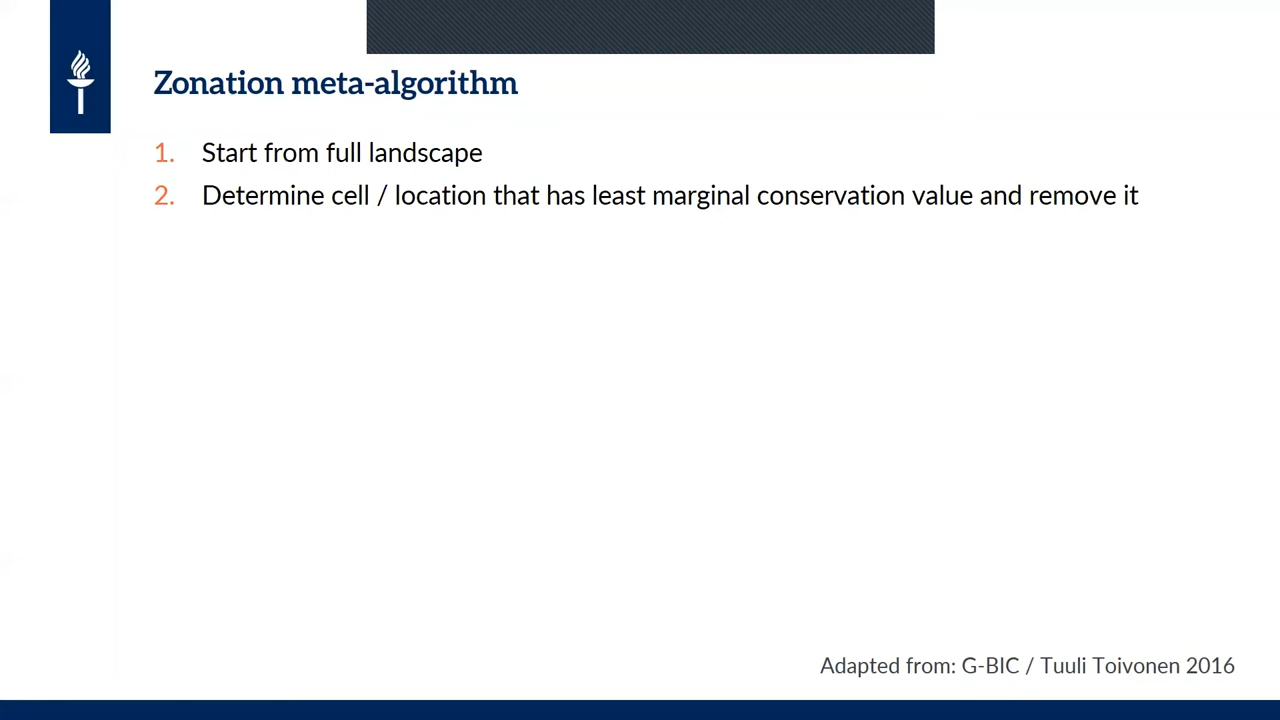 Zonation meta-algorithm
1. Start from full landscape
2. Determine cell / location that has least marginal conservation value and remove it
Adapted from: G-BIC / Tuuli Toivonen 2016